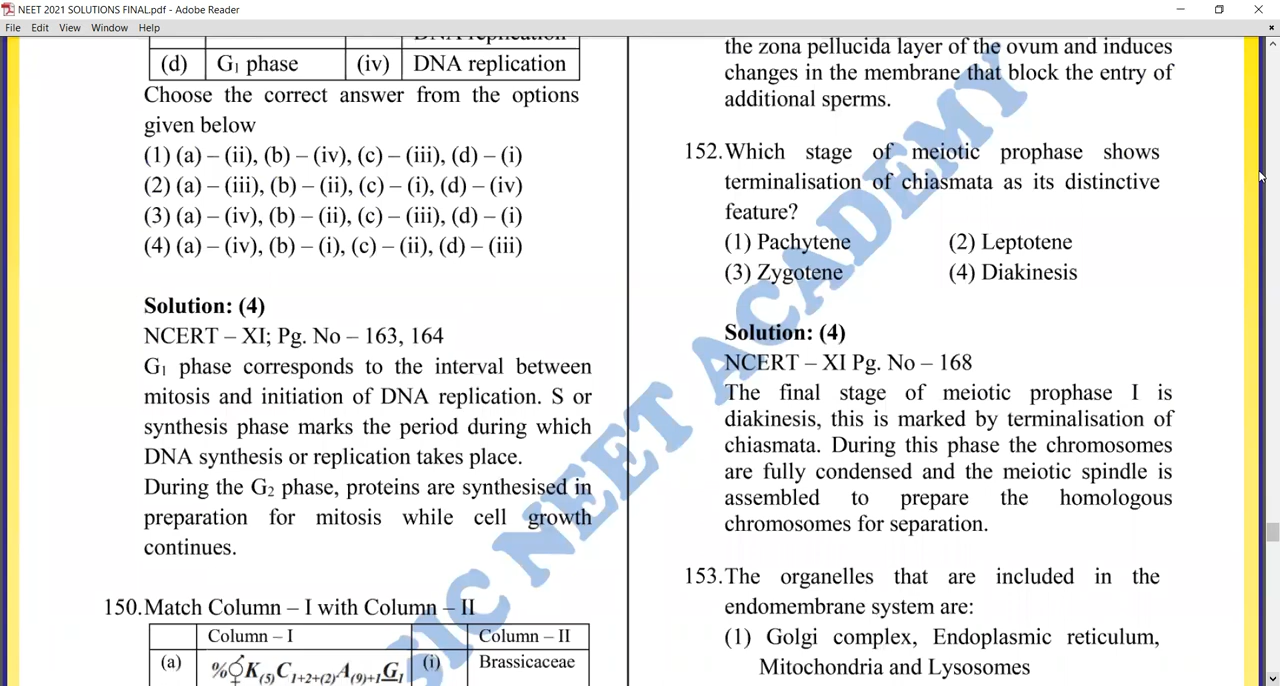 NEET 2021 SOLUTIONS FINAL.pdf - Adobe Reader
File Edit View Window Help
(d) G₁ phase (iv) DNA replication
Choose the correct answer from the options
given below
(1) (a) – (ii), (b) – (iv), (c) – (iii), (d) – (i)
(2) (a) – (iii), (b) – (ii), (c) – (i), (d) – (iv)
(3) (a) – (iv), (b) – (ii), (c) – (iii), (d) – (i)
(4) (a) – (iv), (b) – (i), (c) – (ii), (d) – (iii)
Solution: (4)
NCERT – XI; Pg. No – 163, 164
G₁ phase corresponds to the interval between
mitosis and initiation of DNA replication. S or
synthesis phase marks the period during which
DNA synthesis or replication takes place.
During the G₂ phase, proteins are synthesised in
preparation for mitosis while cell growth
continues.
150. Match Column – I with Column – II
Column – I Column – II
(a) %⚥K(5)C1+2+(2)A(9)+1G1 (i) Brassicaceae
the zona pellucida layer of the ovum and induces
changes in the membrane that block the entry of
additional sperms.
152. Which stage of meiotic prophase shows
terminalisation of chiasmata as its distinctive
feature?
(1) Pachytene (2) Leptotene
(3) Zygotene (4) Diakinesis
Solution: (4)
NCERT – XI Pg. No – 168
The final stage of meiotic prophase I is
diakinesis, this is marked by terminalisation of
chiasmata. During this phase the chromosomes
are fully condensed and the meiotic spindle is
assembled to prepare the homologous
chromosomes for separation.
153. The organelles that are included in the
endomembrane system are:
(1) Golgi complex, Endoplasmic reticulum,
Mitochondria and Lysosomes
SIC NEET ACADEMY